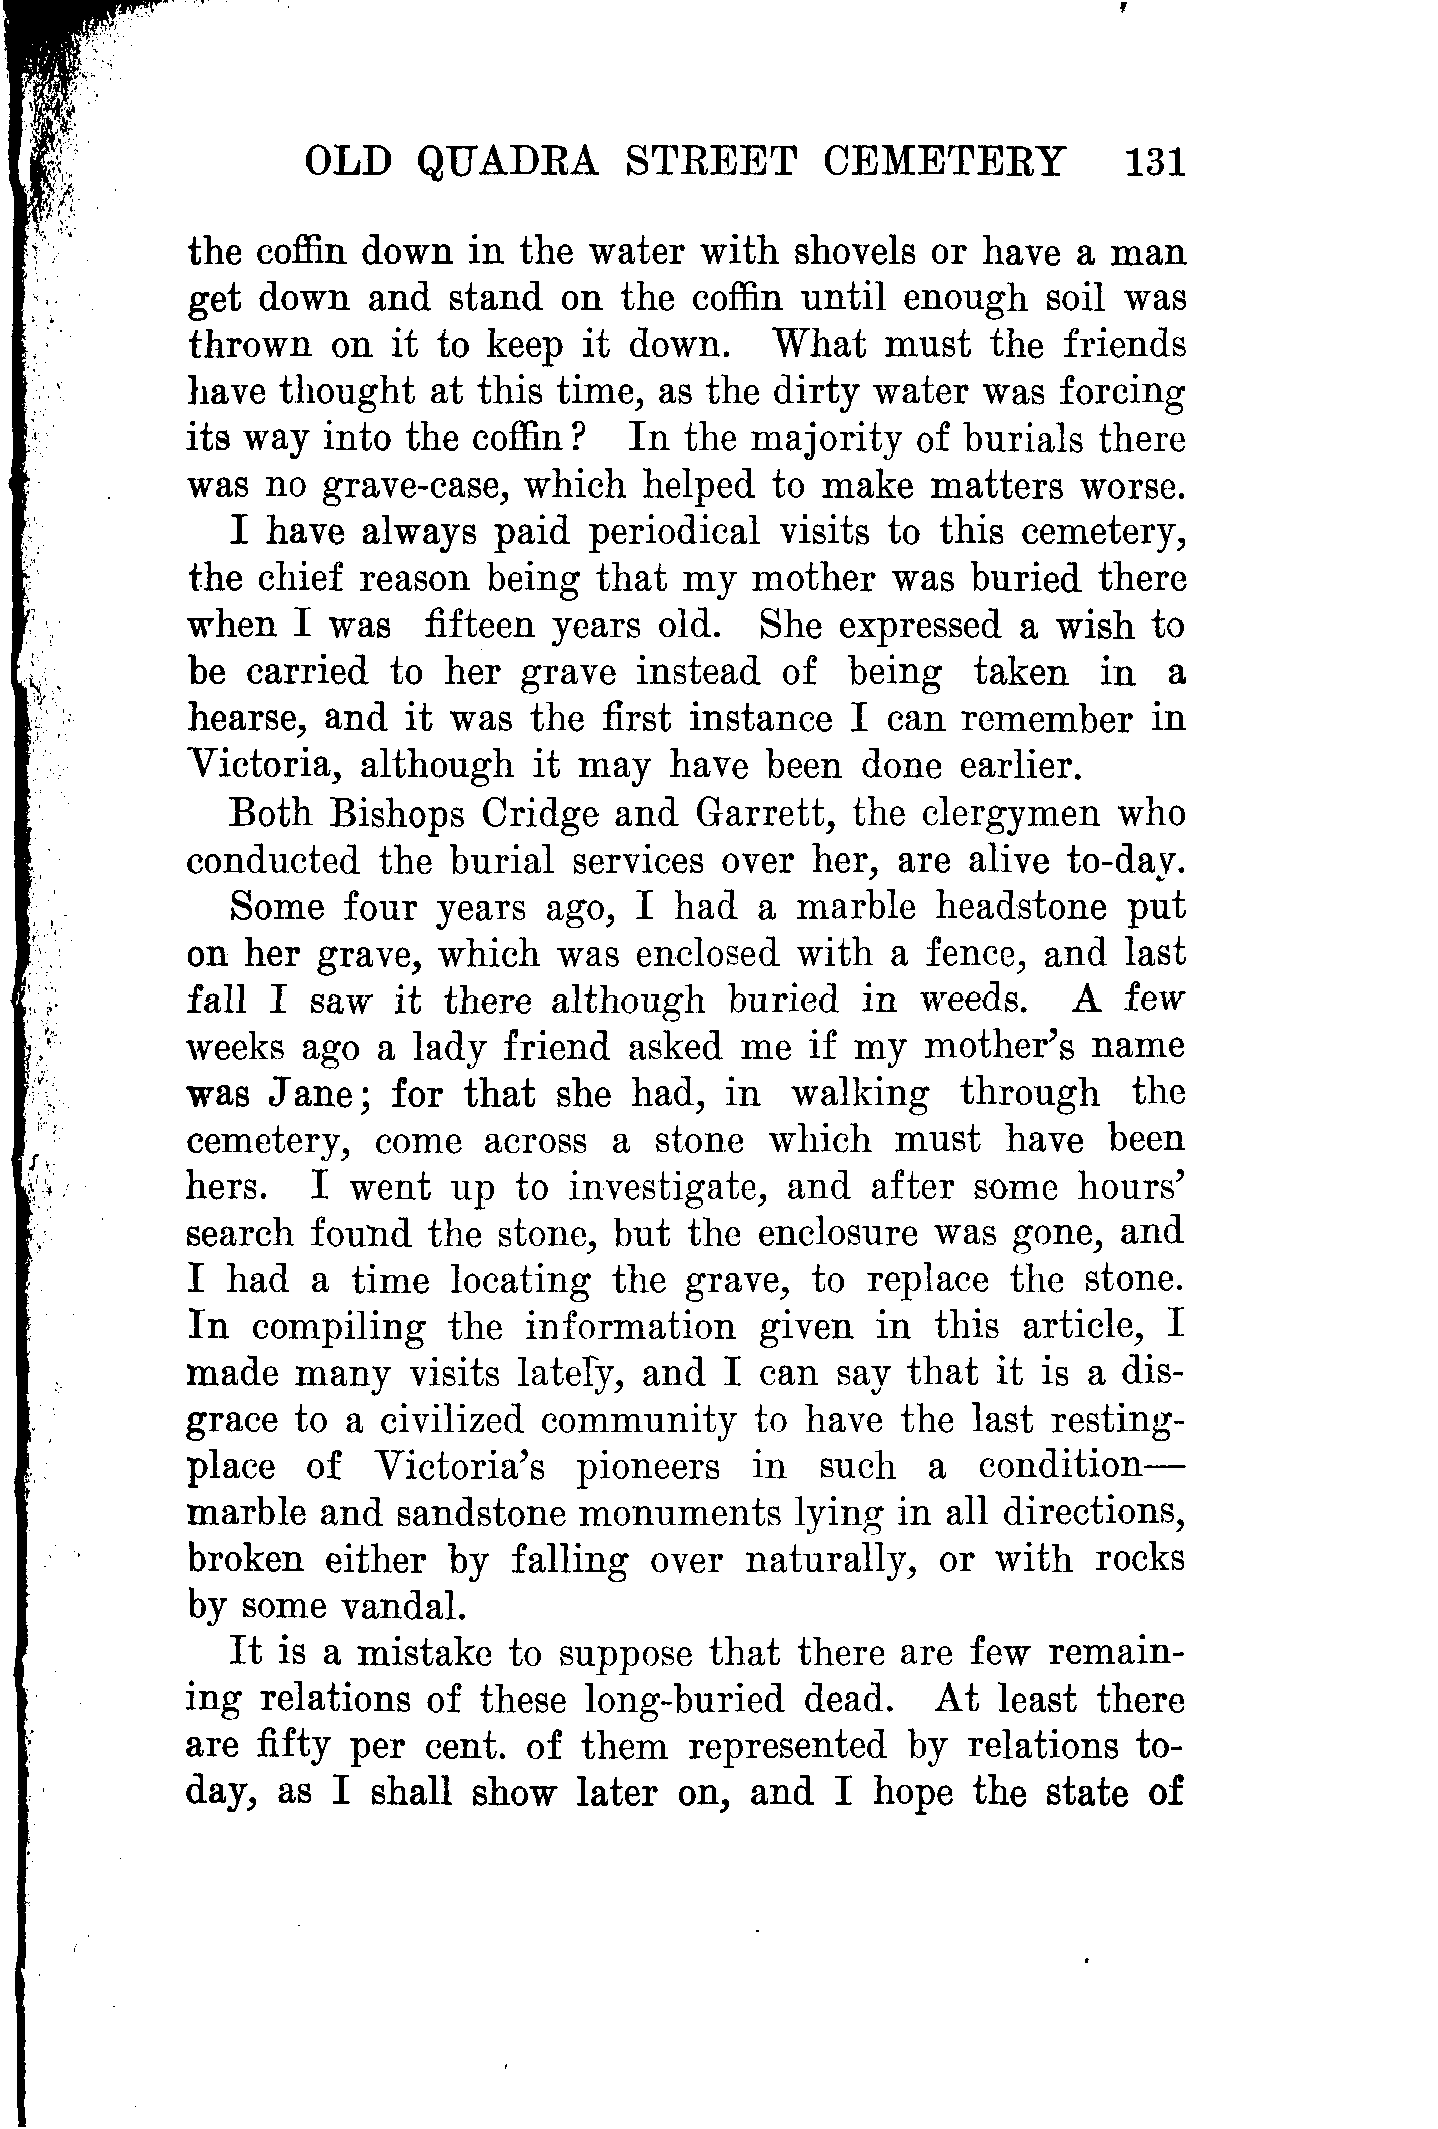 OLD QUADRA STREET CEMETERY 131
the coffin down in the water with shovels or have a man
get down and stand on the coffin until enough soil was
thrown on it to keep it down. What must the friends
have thought at this time, as the dirty water was forcing
its way into the coffin? In the majority of burials there
was no grave-case, which helped to make matters worse.
I have always paid periodical visits to this cemetery,
the chief reason being that my mother was buried there
when I was fifteen years old. She expressed a wish to
be carried to her grave instead of being taken in a
hearse, and it was the first instance I can remember in
Victoria, although it may have been done earlier.
Both Bishops Cridge and Garrett, the clergymen who
conducted the burial services over her, are alive to-day.
Some four years ago, I had a marble headstone put
on her grave, which was enclosed with a fence, and last
fall I saw it there although buried in weeds. A few
weeks ago a lady friend asked me if my mother's name
was Jane; for that she had, in walking through the
cemetery, come across a stone which must have been
hers. I went up to investigate, and after some hours'
search found the stone, but the enclosure was gone, and
I had a time locating the grave, to replace the stone.
In compiling the information given in this article, I
made many visits lately, and I can say that it is a dis-
grace to a civilized community to have the last resting-
place of Victoria's pioneers in such a condition—
marble and sandstone monuments lying in all directions,
broken either by falling over naturally, or with rocks
by some vandal.
It is a mistake to suppose that there are few remain-
ing relations of these long-buried dead. At least there
are fifty per cent. of them represented by relations to-
day, as I shall show later on, and I hope the state of